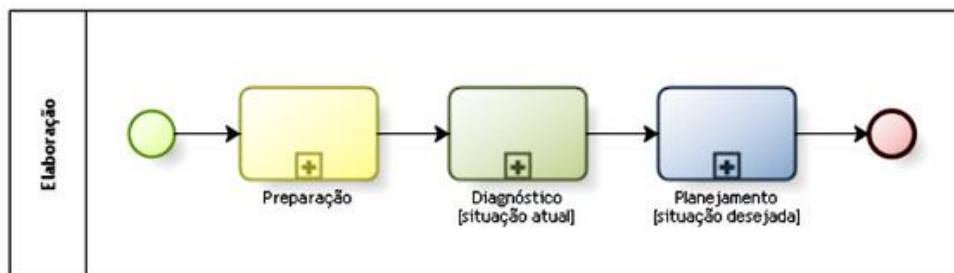 Elaboração
Preparação
Diagnóstico
[situação atual]
Planejamento
[situação desejada]